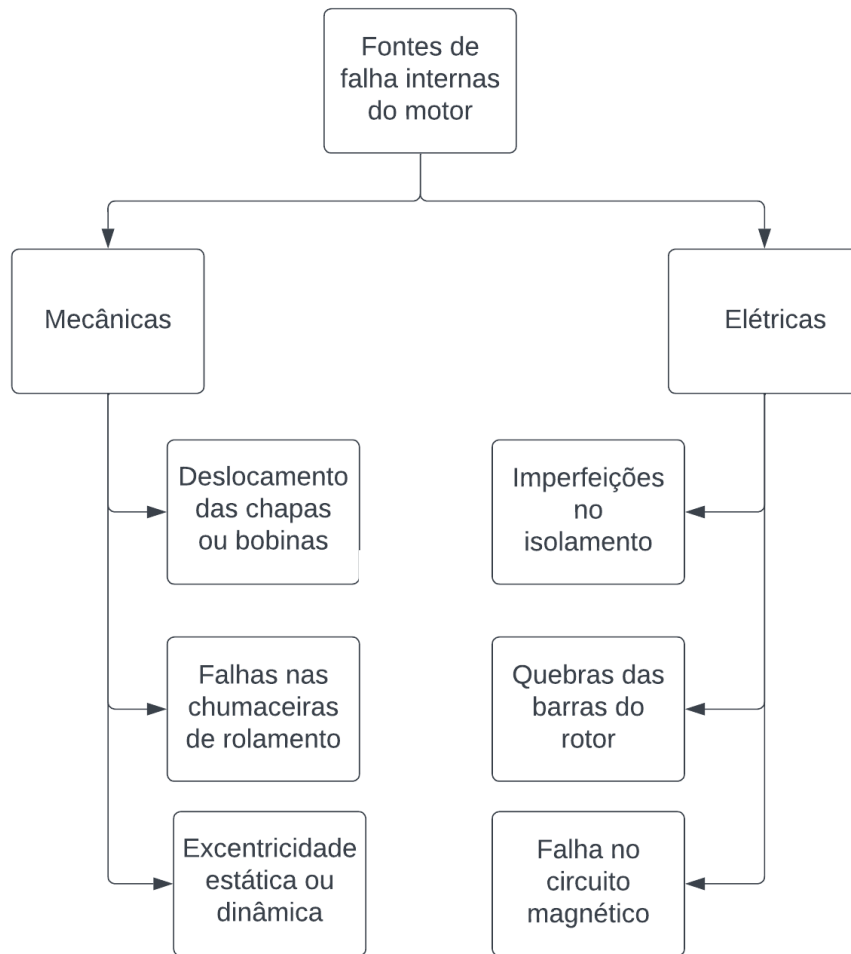 Fontes de
falha internas
do motor
Mecânicas
Elétricas
Deslocamento
das chapas
ou bobinas
Imperfeições
no
isolamento
Falhas nas
chumaceiras
de rolamento
Quebras das
barras do
rotor
Excentricidade
estática ou
dinâmica
Falha no
circuito
magnético